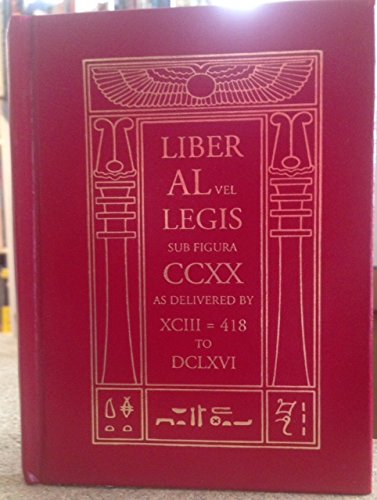 LIBER
AL VEL
LEGIS
SUB FIGURA
CCXX
AS DELIVERED BY
XCIII = 418
TO
DCLXVI